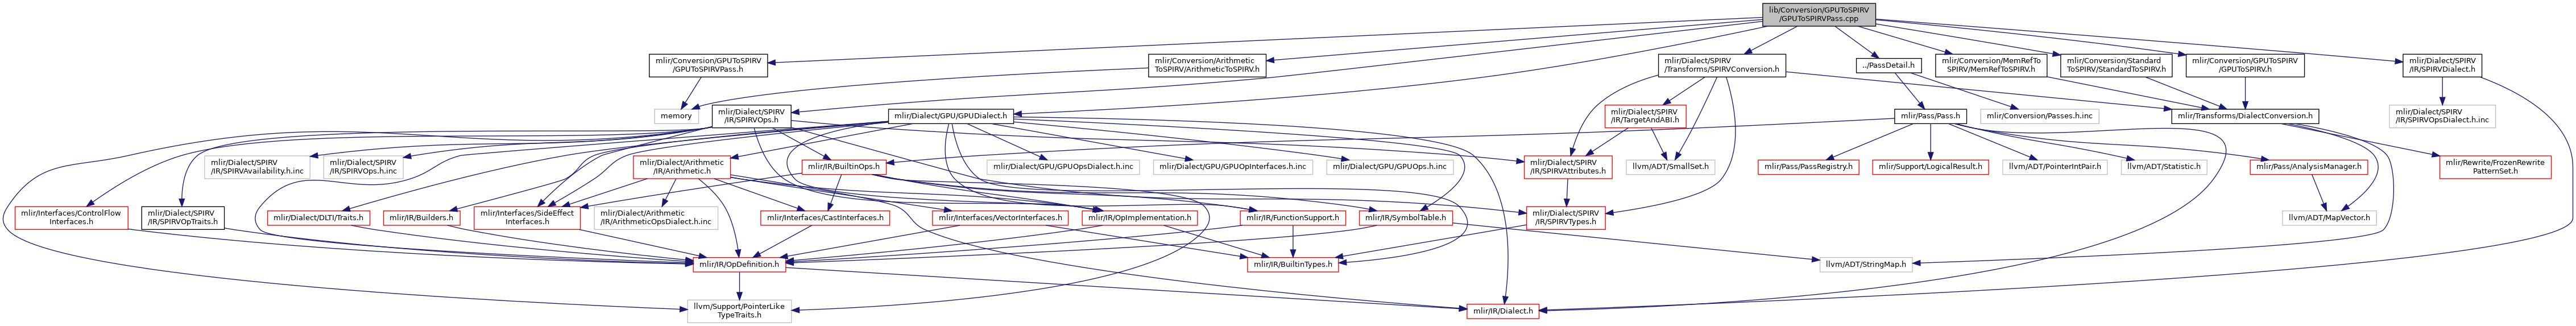 lib/Conversion/GPUToSPIRV
/GPUToSPIRVPass.cpp
mlir/Conversion/GPUToSPIRV
/GPUToSPIRVPass.h
mlir/Conversion/Arithmetic
ToSPIRV/ArithmeticToSPIRV.h
mlir/Dialect/SPIRV
/Transforms/SPIRVConversion.h
../PassDetail.h
mlir/Conversion/MemRefTo
SPIRV/MemRefToSPIRV.h
mlir/Conversion/Standard
ToSPIRV/StandardToSPIRV.h
mlir/Conversion/GPUToSPIRV
/GPUToSPIRV.h
mlir/Dialect/SPIRV
/IR/SPIRVDialect.h
memory
mlir/Dialect/SPIRV
/IR/SPIRVOps.h
mlir/Dialect/GPU/GPUDialect.h
mlir/Dialect/SPIRV
/IR/TargetAndABI.h
mlir/Pass/Pass.h
mlir/Conversion/Passes.h.inc
mlir/Transforms/DialectConversion.h
mlir/Dialect/SPIRV
/IR/SPIRVOpsDialect.h.inc
mlir/Dialect/SPIRV
/IR/SPIRVAvailability.h.inc
mlir/Dialect/SPIRV
/IR/SPIRVOps.h.inc
mlir/Dialect/Arithmetic
/IR/Arithmetic.h
mlir/IR/BuiltinOps.h
mlir/Dialect/GPU/GPUOpsDialect.h.inc
mlir/Dialect/GPU/GPUOpInterfaces.h.inc
mlir/Dialect/GPU/GPUOps.h.inc
mlir/Dialect/SPIRV
/IR/SPIRVAttributes.h
llvm/ADT/SmallSet.h
mlir/Pass/PassRegistry.h
mlir/Support/LogicalResult.h
llvm/ADT/PointerIntPair.h
llvm/ADT/Statistic.h
mlir/Pass/AnalysisManager.h
mlir/Rewrite/FrozenRewrite
PatternSet.h
mlir/Interfaces/ControlFlow
Interfaces.h
mlir/Dialect/SPIRV
/IR/SPIRVOpTraits.h
mlir/Dialect/DLTI/Traits.h
mlir/IR/Builders.h
mlir/Interfaces/SideEffect
Interfaces.h
mlir/Dialect/Arithmetic
/IR/ArithmeticOpsDialect.h.inc
mlir/Interfaces/CastInterfaces.h
mlir/Interfaces/VectorInterfaces.h
mlir/IR/OpImplementation.h
mlir/IR/FunctionSupport.h
mlir/IR/SymbolTable.h
mlir/Dialect/SPIRV
/IR/SPIRVTypes.h
llvm/ADT/MapVector.h
mlir/IR/OpDefinition.h
mlir/IR/BuiltinTypes.h
llvm/ADT/StringMap.h
llvm/Support/PointerLike
TypeTraits.h
mlir/IR/Dialect.h